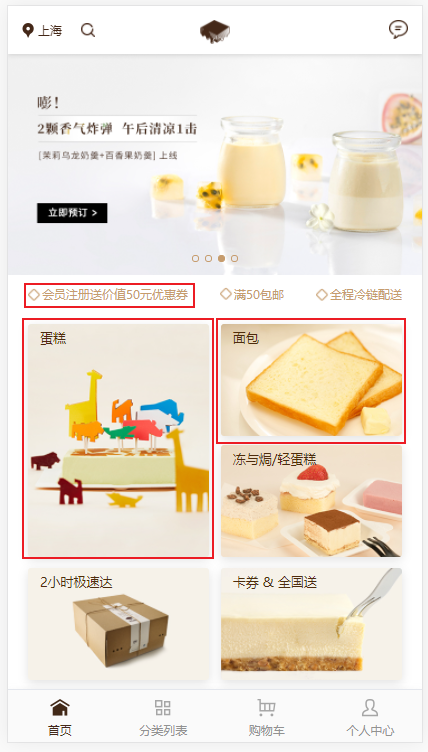 上海
嘭！
2颗香气炸弹 午后清凉1击
[茉莉乌龙奶羹+百香果奶羹] 上线
立即预订 >
会员注册送价值50元优惠券 满50包邮 全程冷链配送
蛋糕 面包
冻与焗/轻蛋糕
2小时极速达 卡券 & 全国送
首页 分类列表 购物车 个人中心